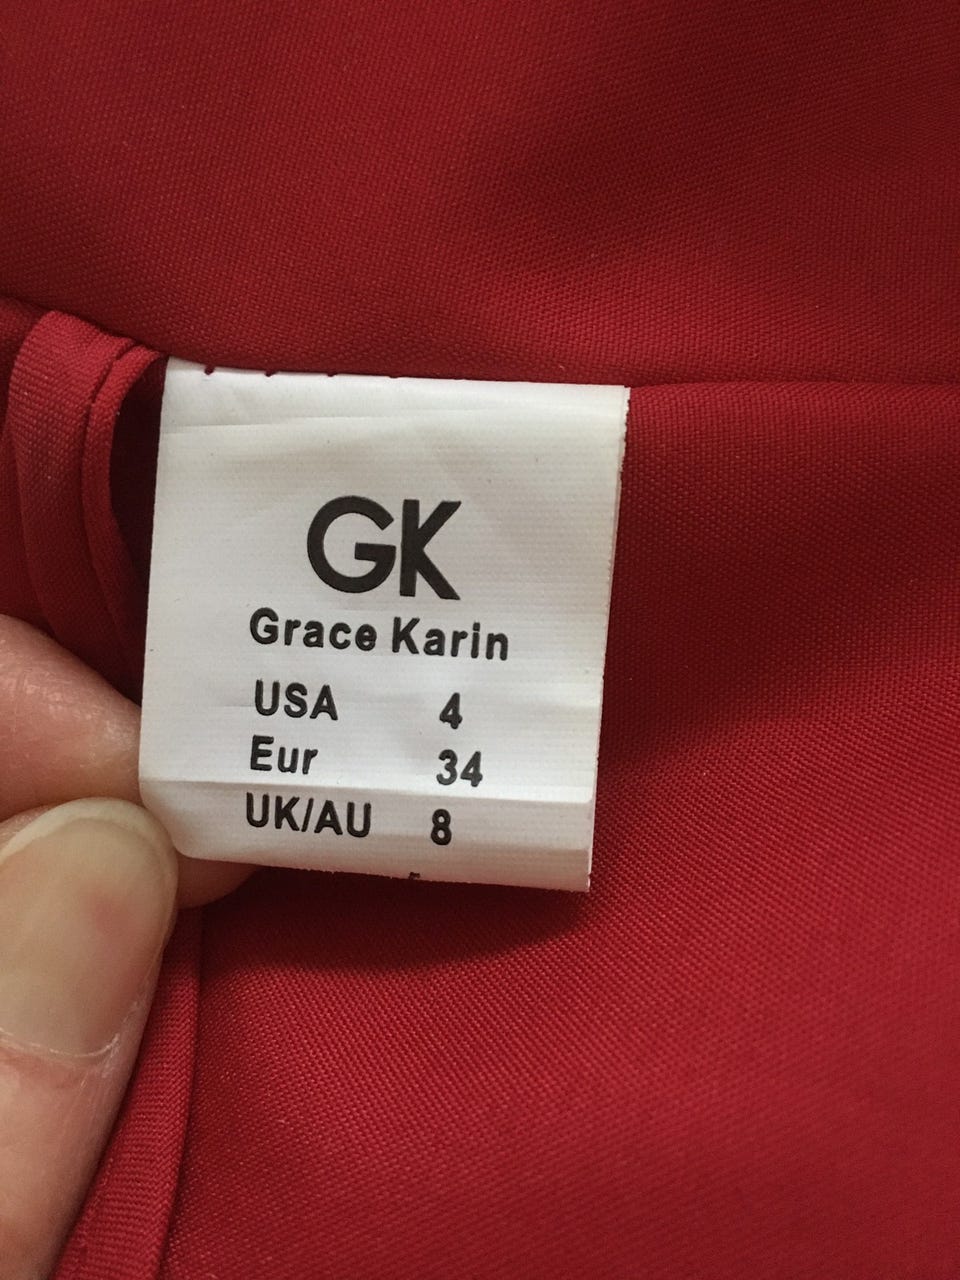 GK
Grace Karin
USA 4
Eur 34
UK/AU 8